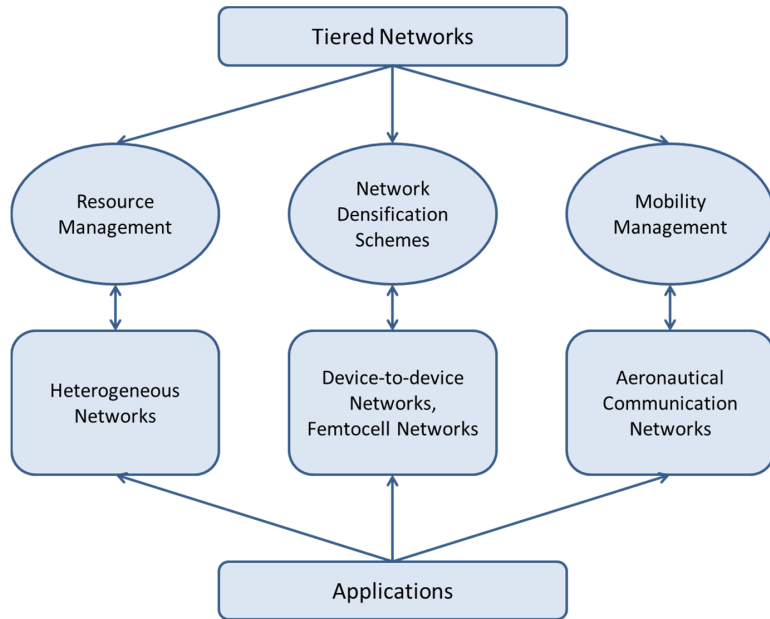 Tiered Networks
Resource
Management
Network
Densification
Schemes
Mobility
Management
Heterogeneous
Networks
Device-to-device
Networks,
Femtocell Networks
Aeronautical
Communication
Networks
Applications